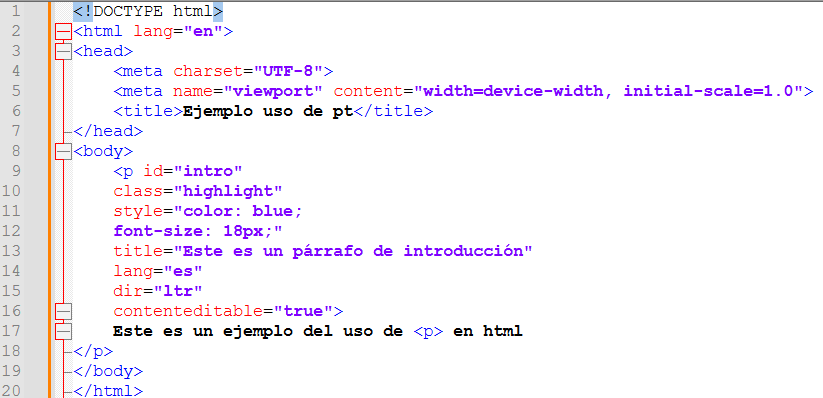 1 <!DOCTYPE html>
2 <html lang="en">
3 <head>
4 <meta charset="UTF-8">
5 <meta name="viewport" content="width=device-width, initial-scale=1.0">
6 <title>Ejemplo uso de pt</title>
7 </head>
8 <body>
9 <p id="intro"
10 class="highlight"
11 style="color: blue;
12 font-size: 18px;"
13 title="Este es un párrafo de introducción"
14 lang="es"
15 dir="ltr"
16 contenteditable="true">
17 Este es un ejemplo del uso de <p> en html
18 </p>
19 </body>
20 </html>